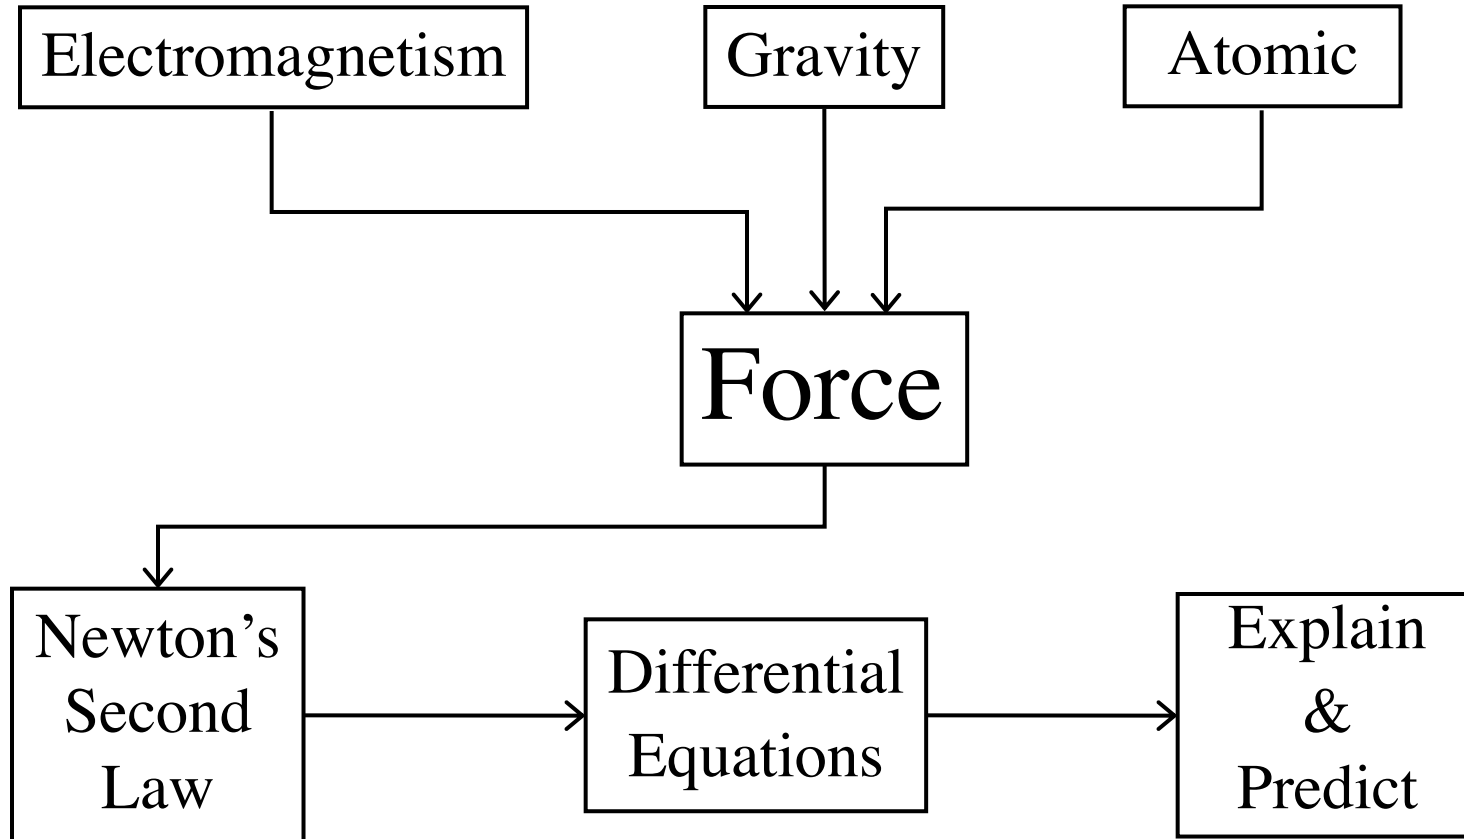 Electromagnetism
Gravity
Atomic
Force
Newton’s
Second
Law
Differential
Equations
Explain
&
Predict